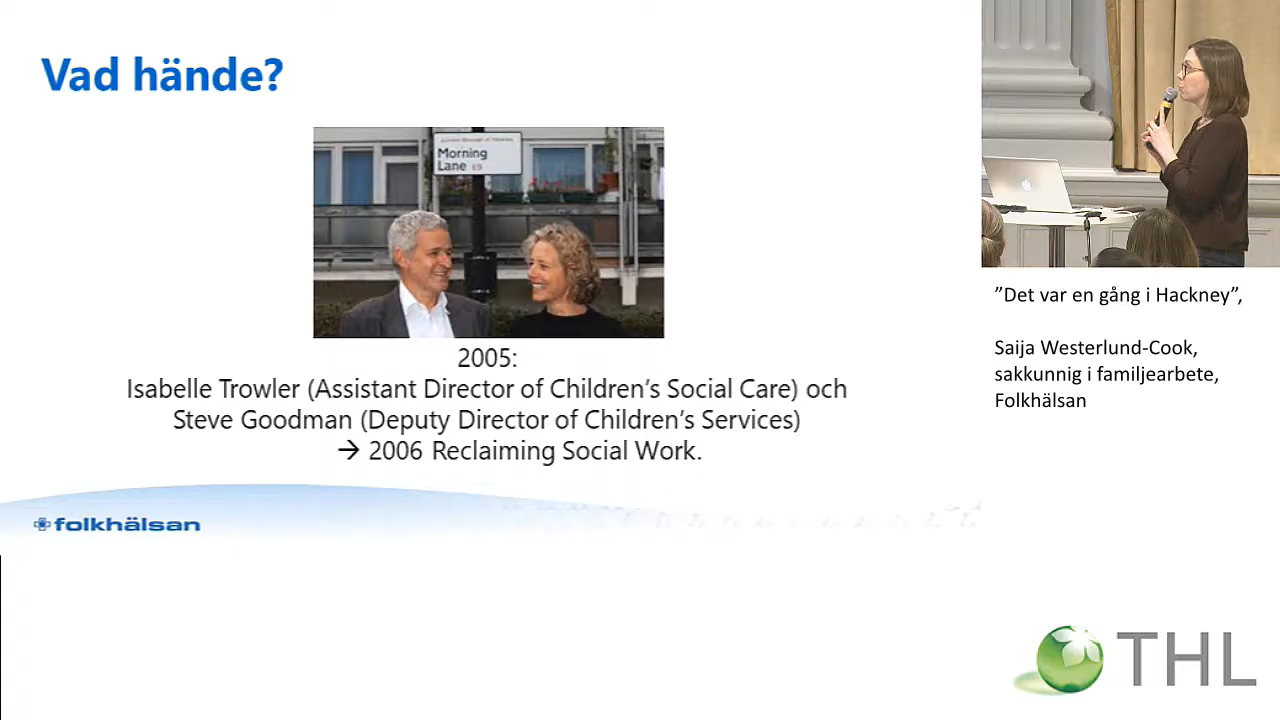 Vad hände?
Morning
Lane E9
2005:
Isabelle Trowler (Assistant Director of Children’s Social Care) och
Steve Goodman (Deputy Director of Children’s Services)
→ 2006 Reclaiming Social Work.
folkhälsan
”Det var en gång i Hackney”,
Saija Westerlund-Cook,
sakkunnig i familjearbete,
Folkhälsan
THL